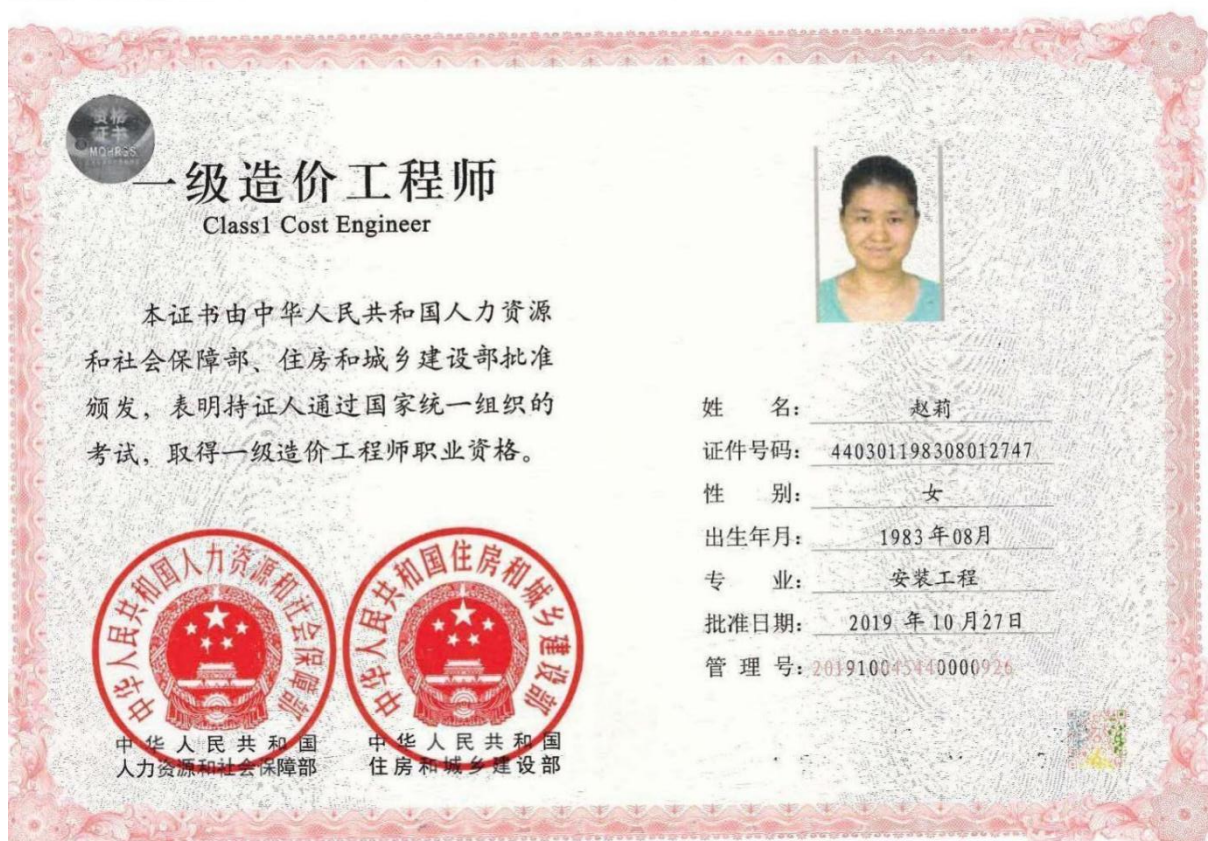 资格
证书
MOHRSS
一级造价工程师
Class1 Cost Engineer
本证书由中华人民共和国人力资源
和社会保障部、住房和城乡建设部批准
颁发，表明持证人通过国家统一组织的
考试，取得一级造价工程师职业资格。
中华人民共和国人力资源和社会保障部
中华人民共和国住房和城乡建设部
中华人民共和国
人力资源和社会保障部
中华人民共和国
住房和城乡建设部
姓 名： 赵莉
证件号码： 440301198308012747
性 别： 女
出生年月： 1983年08月
专 业： 安装工程
批准日期： 2019 年10月27日
管 理 号：201910045440000926